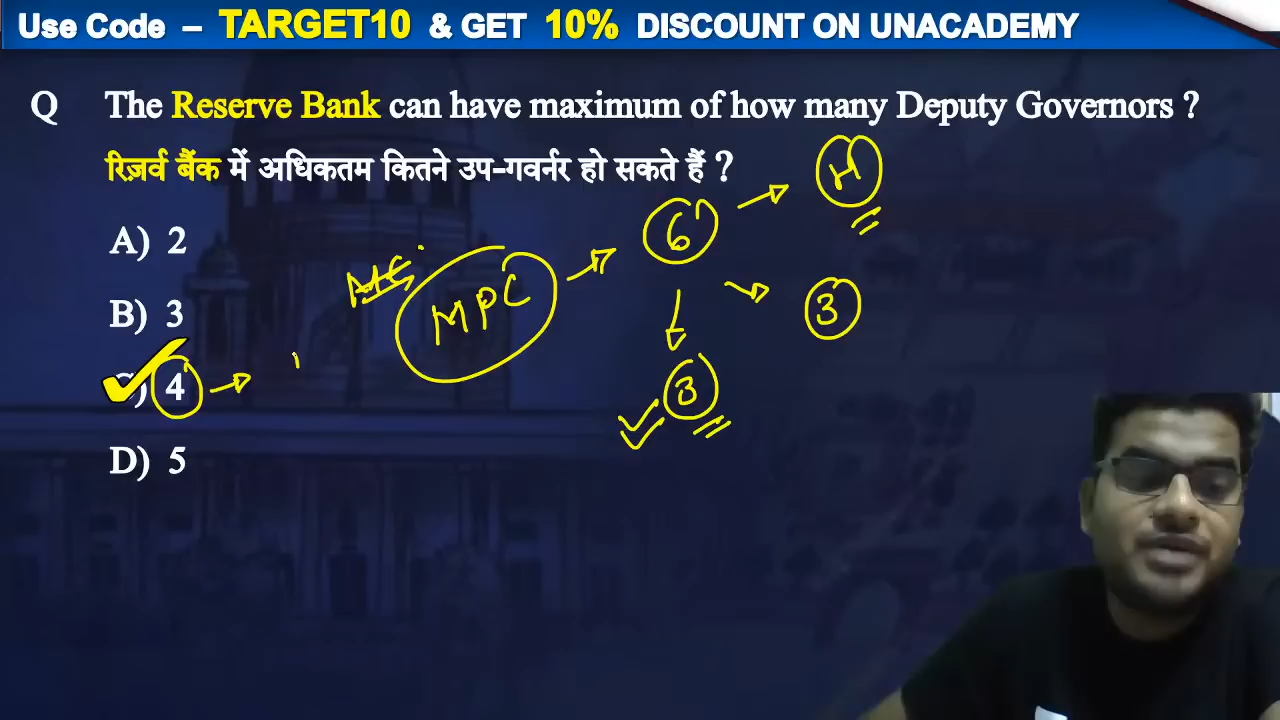 Use Code – TARGET10 & GET 10% DISCOUNT ON UNACADEMY
Q The Reserve Bank can have maximum of how many Deputy Governors ?
रिज़र्व बैंक में अधिकतम कितने उप-गवर्नर हो सकते हैं ?
A) 2
B) 3
C) 4
D) 5
MPC
6
3
3